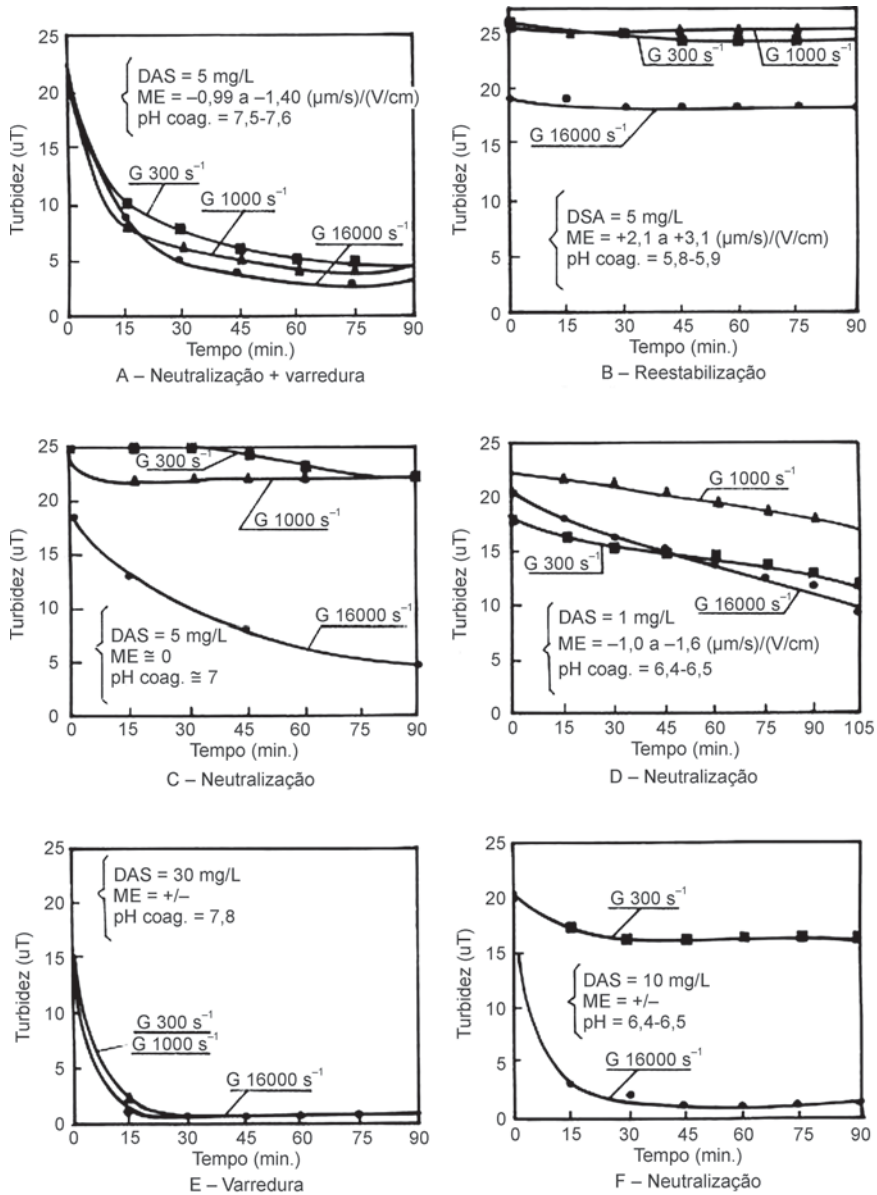 25
20
15
10
5
0
Turbidez (uT)
DAS = 5 mg/L
ME = –0,99 a –1,40 (µm/s)/(V/cm)
pH coag. = 7,5-7,6
G 300 s⁻¹
G 1000 s⁻¹
G 16000 s⁻¹
0 15 30 45 60 75 90
Tempo (min.)
A – Neutralização + varredura
25
20
15
10
5
0
Turbidez (uT)
G 300 s⁻¹
G 1000 s⁻¹
G 16000 s⁻¹
DSA = 5 mg/L
ME = +2,1 a +3,1 (µm/s)/(V/cm)
pH coag. = 5,8-5,9
0 15 30 45 60 75 90
Tempo (min.)
B – Reestabilização
25
20
15
10
5
0
Turbidez (uT)
G 300 s⁻¹
G 1000 s⁻¹
G 16000 s⁻¹
DAS = 5 mg/L
ME ≅ 0
pH coag. ≅ 7
0 15 30 45 60 75 90
Tempo (min.)
C – Neutralização
25
20
15
10
5
0
Turbidez (uT)
G 1000 s⁻¹
G 300 s⁻¹
G 16000 s⁻¹
DAS = 1 mg/L
ME = –1,0 a –1,6 (µm/s)/(V/cm)
pH coag. = 6,4-6,5
0 15 30 45 60 75 90 105
Tempo (min.)
D – Neutralização
25
20
15
10
5
0
Turbidez (uT)
DAS = 30 mg/L
ME = +/–
pH coag. = 7,8
G 300 s⁻¹
G 1000 s⁻¹
G 16000 s⁻¹
0 15 30 45 60 75 90
Tempo (min.)
E – Varredura
25
20
15
10
5
0
Turbidez (uT)
G 300 s⁻¹
DAS = 10 mg/L
ME = +/–
pH = 6,4-6,5
G 16000 s⁻¹
0 15 30 45 60 75 90
Tempo (min.)
F – Neutralização